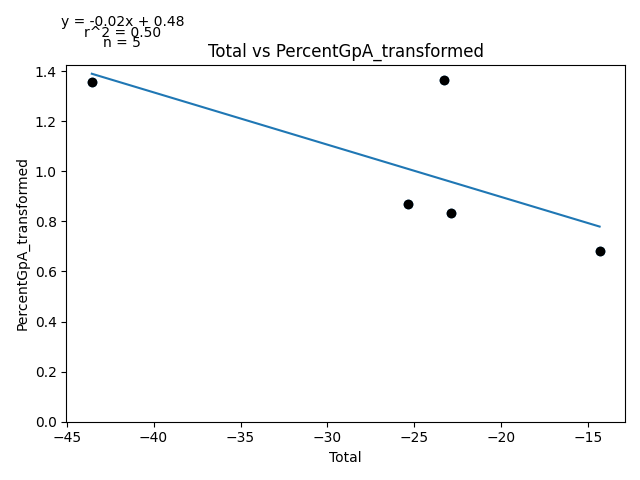 y = -0.02x + 0.48
r^2 = 0.50
n = 5
Total vs PercentGpA_transformed
1.4
1.2
1.0
0.8
0.6
0.4
0.2
0.0
PercentGpA_transformed
−45 −40 −35 −30 −25 −20 −15
Total